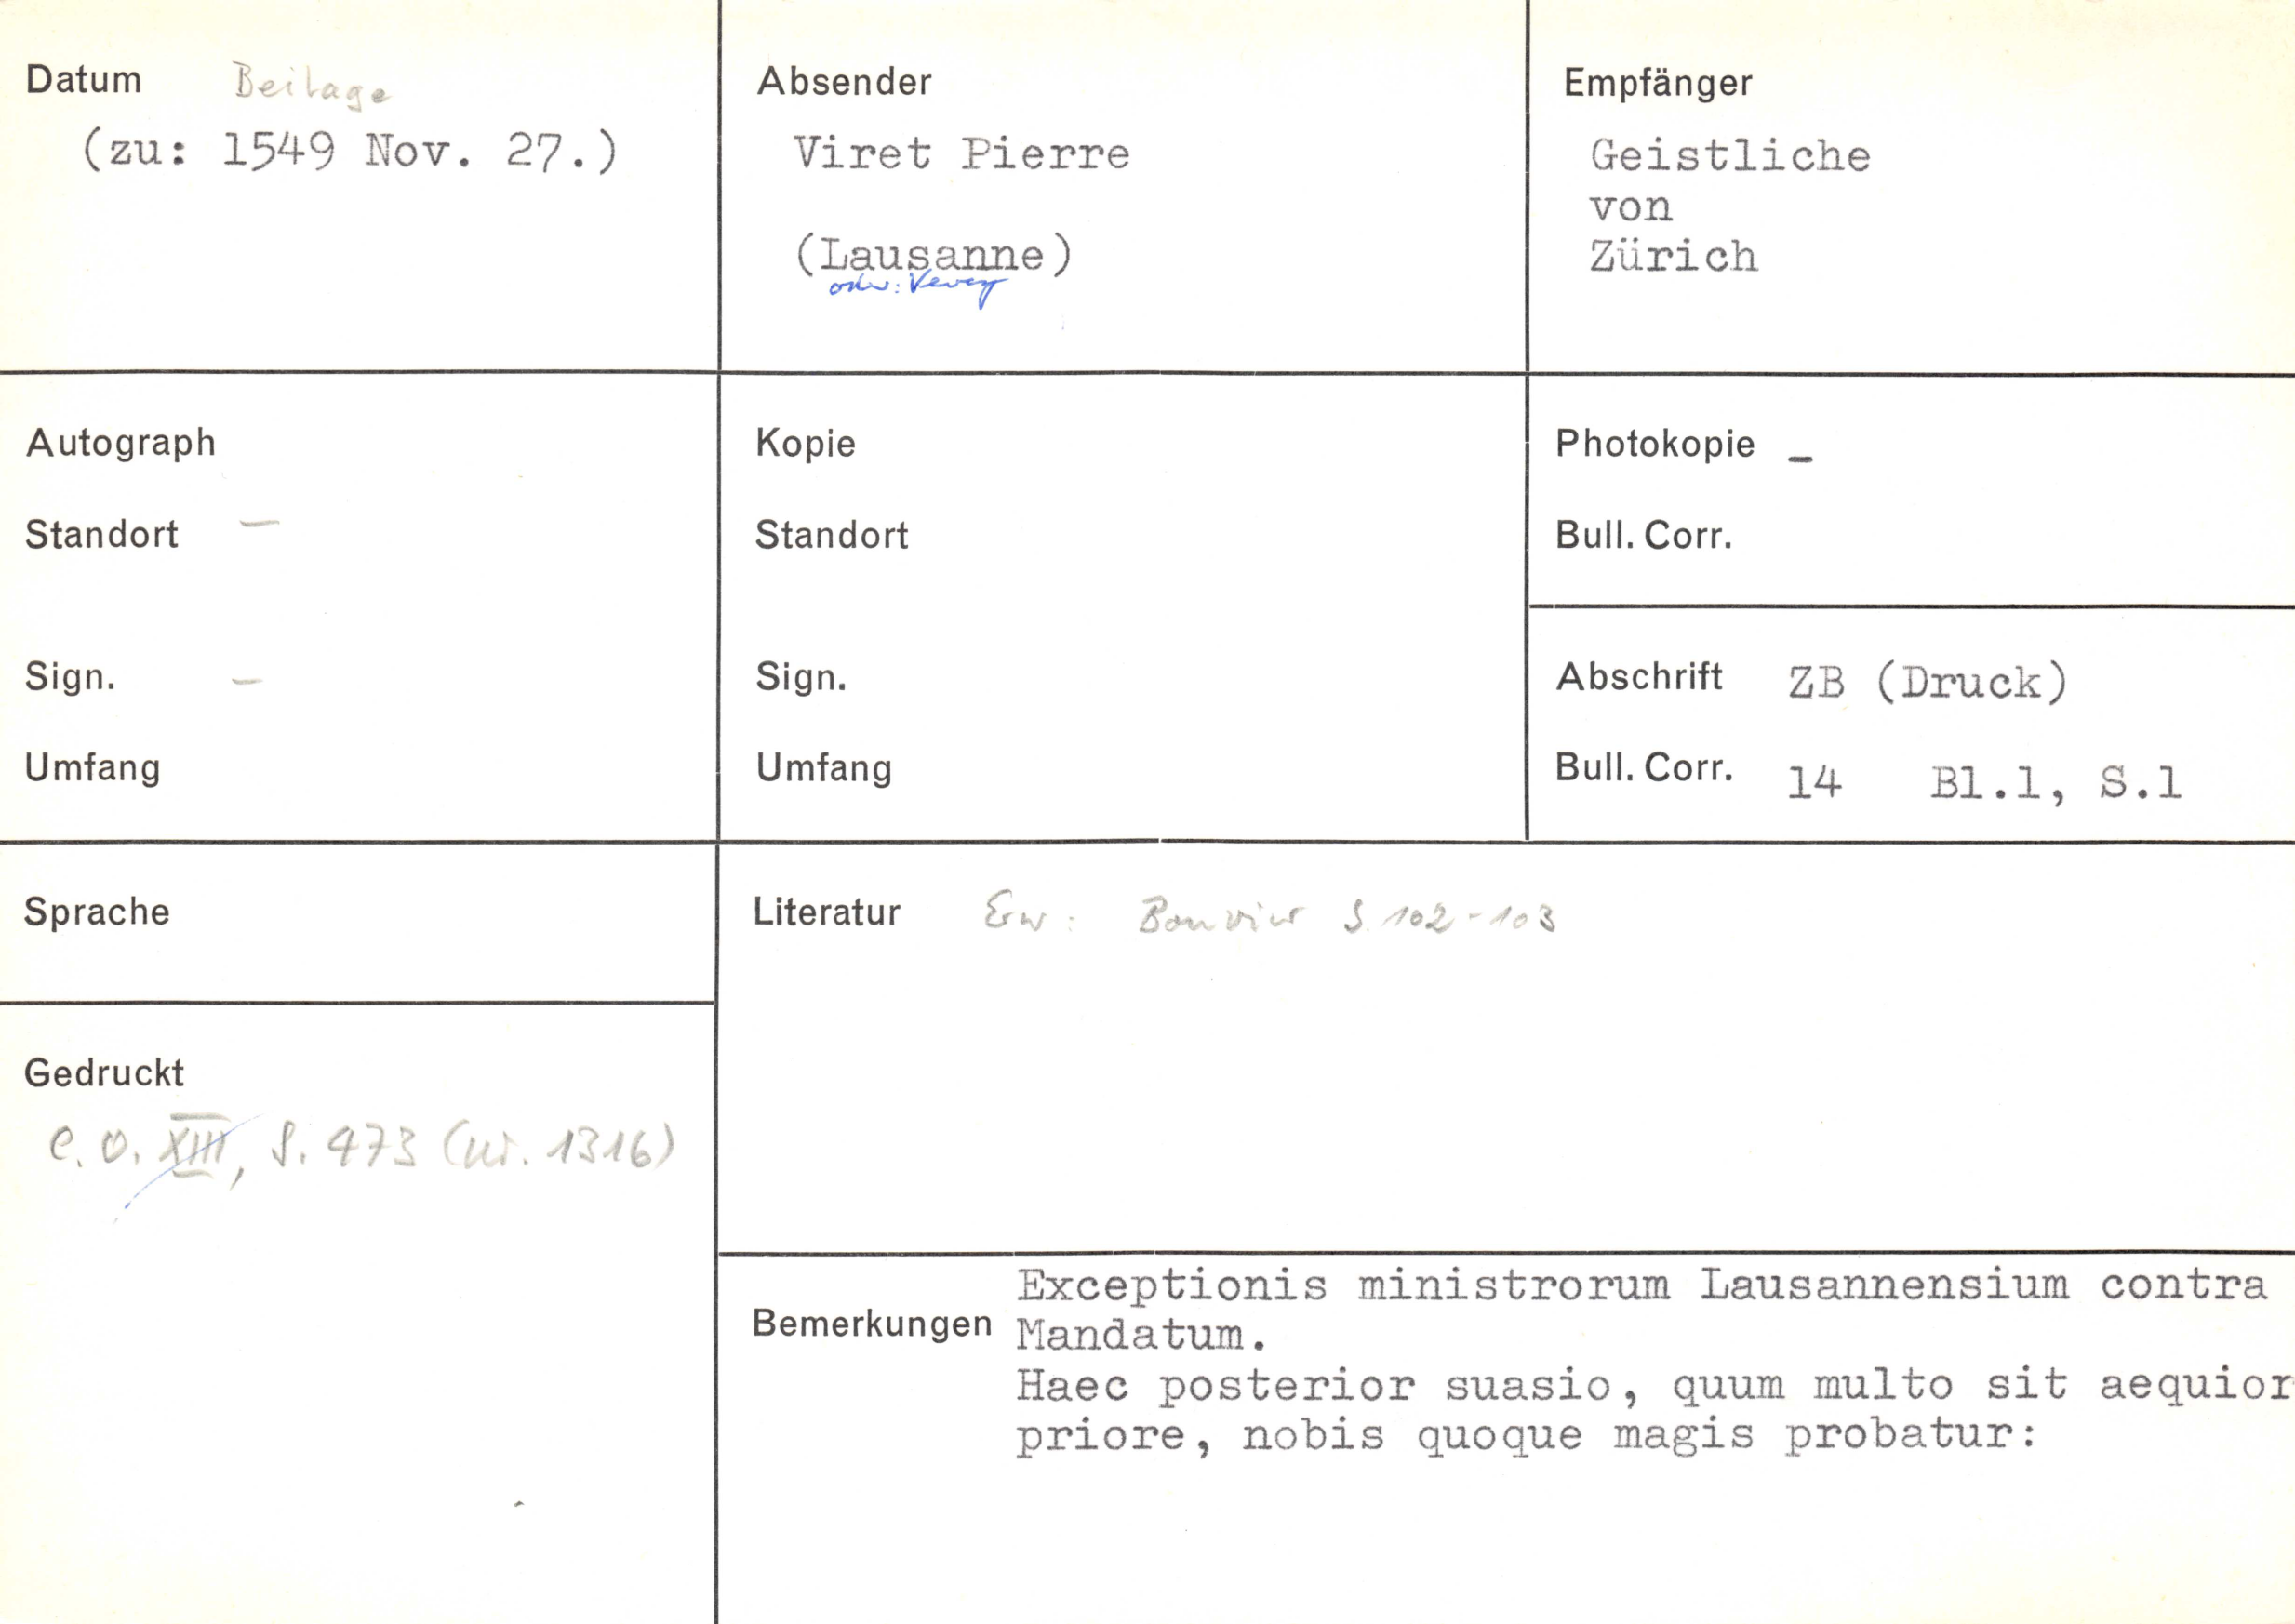 Datum Beilage
(zu: 1549 Nov. 27.)
Absender
Viret Pierre
(Lausanne)
oder: Vevey
Empfänger
Geistliche
von
Zürich
Autograph
Standort –
Sign. –
Umfang
Kopie
Standort
Sign.
Umfang
Photokopie –
Bull. Corr.
Abschrift ZB (Druck)
Bull. Corr. 14 Bl.1, S.1
Sprache
Gedruckt
C. O. XIII, S. 473 (Nr. 1316)
Literatur Erw: Bouvier S. 102-103
Bemerkungen
Exceptionis ministrorum Lausannensium contra
Mandatum.
Haec posterior suasio, quum multo sit aequior
priore, nobis quoque magis probatur: